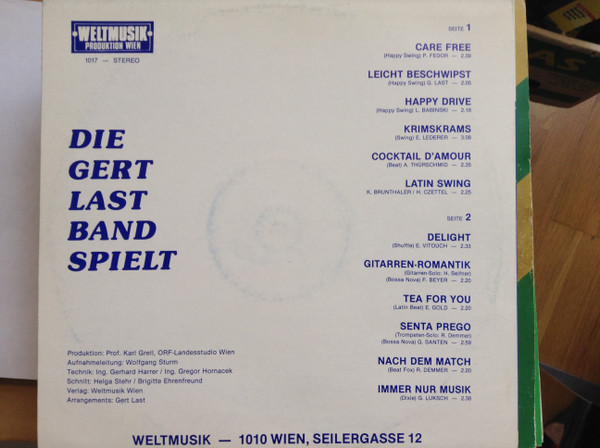 WELTMUSIK
PRODUKTION WIEN
1017 — STEREO
DIE
GERT
LAST
BAND
SPIELT
SEITE 1
CARE FREE
(Happy Swing) P. FEDOR — 2.39
LEICHT BESCHWIPST
(Happy Swing) G. LAST — 2.05
HAPPY DRIVE
(Happy Swing) L. BABINSKI — 2.18
KRIMSKRAMS
(Swing) E. LEDERER — 3.08
COCKTAIL D'AMOUR
(Beat) A. THURSCHMID — 2.35
LATIN SWING
K. BRUNTHALER / H. CZETTEL — 2.25
SEITE 2
DELIGHT
(Shuffle) E. VITOUCH — 2.33
GITARREN-ROMANTIK
(Gitarren-Solo: H. Seifner)
(Bossa Nova) F. BEYER — 2.20
TEA FOR YOU
(Latin Beat) E. GOLD — 2.20
SENTA PREGO
(Trompeten-Solo: R. Demmer)
(Bossa Nova) G. SANTEN — 2.59
NACH DEM MATCH
(Beat Fox) R. DEMMER — 2.20
IMMER NUR MUSIK
(Dixie) G. LUKSCH — 2.38
Produktion: Prof. Karl Grell, ORF-Landesstudio Wien
Aufnahmeleitung: Wolfgang Sturm
Technik: Ing. Gerhard Harrer / Ing. Gregor Hornacek
Schnitt: Helga Stehr / Brigitte Ehrenfreund
Verlag: Weltmusik Wien
Arrangements: Gert Last
WELTMUSIK — 1010 WIEN, SEILERGASSE 12